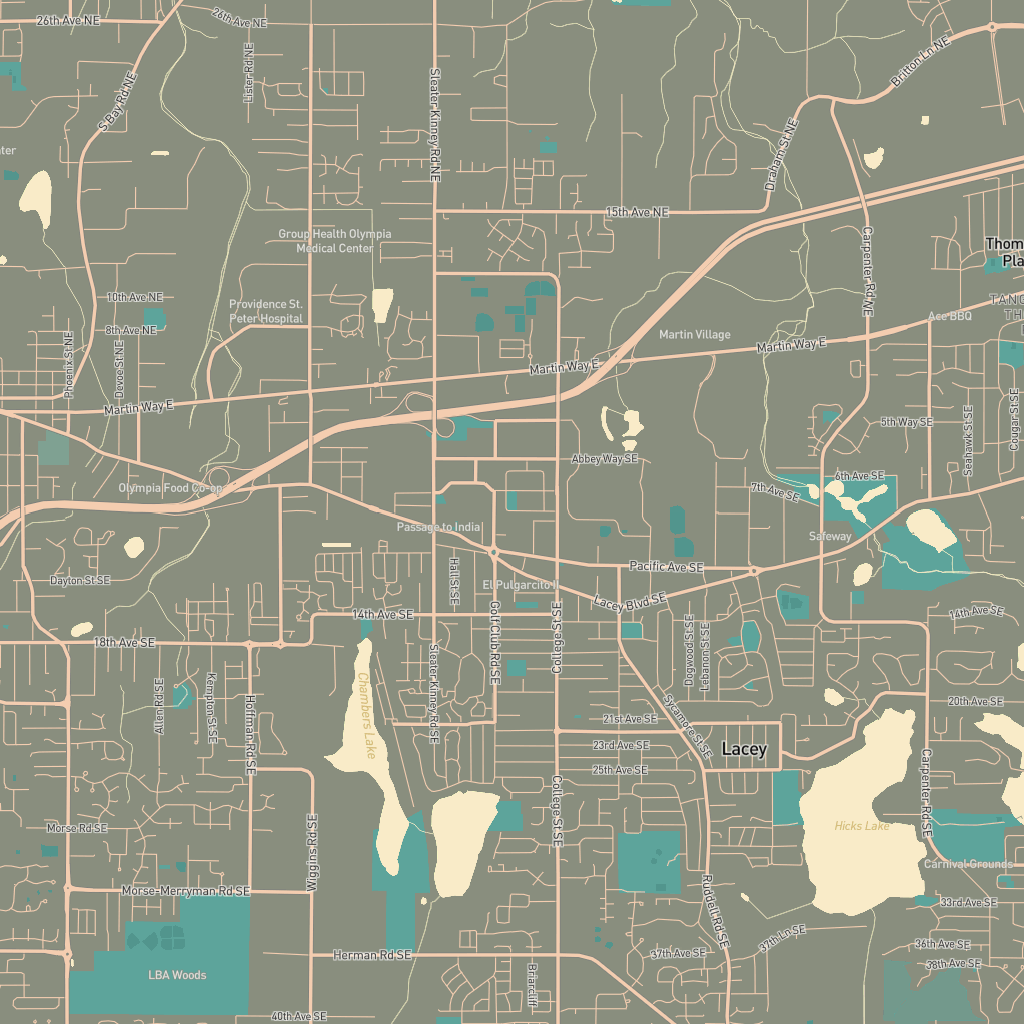 26th Ave NE
26th Ave NE
Lister Rd NE
S Bay Rd NE
Sleater Kinney Rd NE
Britton Ln NE
Draham St NE
15th Ave NE
Group Health Olympia
Medical Center
Carpenter Rd NE
Thom
Pla
10th Ave NE
8th Ave NE
Phoenix St NE
Devoe St NE
Providence St.
Peter Hospital
Martin Village
TANG
TH
Ace BBQ
Martin Way E
Martin Way E
Martin Way E
5th Way SE
Seahawk St SE
Cougar St SE
Abbey Way SE
6th Ave SE
7th Ave SE
Olympia Food Co-op
Passage to India
Safeway
Pacific Ave SE
Dayton St SE
Hall St SE
El Pulgarcito II
Lacey Blvd SE
14th Ave SE
14th Ave SE
18th Ave SE
Golf Club Rd SE
College St SE
Dogwood St SE
Lebanon St SE
Allen Rd SE
Kempton St SE
Hoffman Rd SE
Chambers Lake
Sleater Kinney Rd SE
Sycamore St SE
20th Ave SE
21st Ave SE
23rd Ave SE
25th Ave SE
Lacey
College St SE
Carpenter Rd SE
Hicks Lake
Morse Rd SE
Wiggins Rd SE
Carnival Grounds
Morse-Merryman Rd SE
Ruddell Rd SE
33rd Ave SE
37th Ln SE
36th Ave SE
37th Ave SE
38th Ave SE
Herman Rd SE
LBA Woods
Briarcliff
40th Ave SE